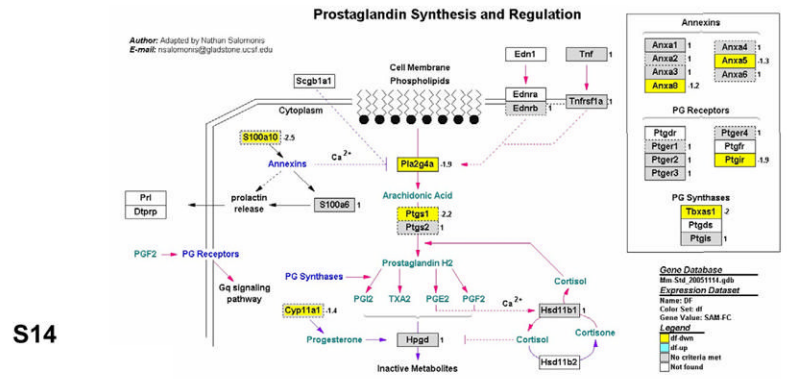 Prostaglandin Synthesis and Regulation
Author: Adapted by Nathan Salomonis
E-mail: nsalomonis@gladstone.ucsf.edu
Cell Membrane
Phospholipids
Edn1
Tnf 1
Scgb1a1
Ednra
Ednrb 1
Tnfrsf1a 1
Cytoplasm
S100a10 -2.5
Annexins
Ca2+
Pla2g4a -1.9
Arachidonic Acid
Prl
Dtprp
prolactin
release
S100a6 1
Ptgs1 -2.2
Ptgs2 1
PGF2
PG Receptors
Prostaglandin H2
Gq signaling
pathway
PG Synthases
PGI2
TXA2
PGE2
PGF2
Ca2+
Cortisol
Hsd11b1 1
Cortisone
Cyp11a1 -1.4
Progesterone
Hpgd 1
Cortisol
Hsd11b2
Inactive Metabolites
Annexins
Anxa1 1
Anxa2 1
Anxa3 1
Anxa8 -1.2
Anxa4 1
Anxa5 -1.3
Anxa6 1
PG Receptors
Ptgdr
Ptger1 1
Ptger2 1
Ptger3 1
Ptger4 1
Ptgfr
Ptgir -1.9
PG Synthases
Tbxas1 -2
Ptgds
Ptgis 1
Gene Database
Mm-Std_20051114.gdb
Expression Dataset
Name: DF
Color Set: df
Gene Value: SAM-FC
Legend
df-dwn
df-up
No criteria met
Not found
S14